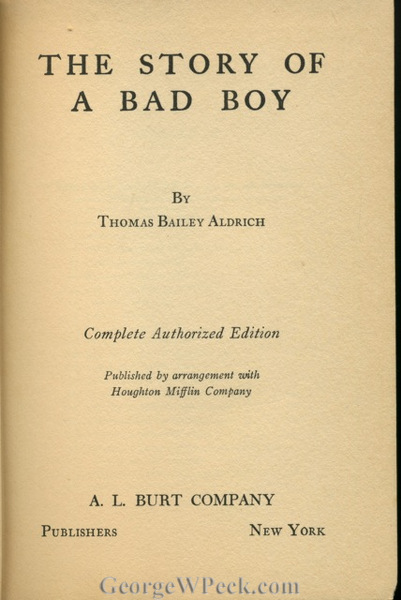 THE STORY OF
A BAD BOY
BY
THOMAS BAILEY ALDRICH
Complete Authorized Edition
Published by arrangement with
Houghton Mifflin Company
A. L. BURT COMPANY
PUBLISHERS NEW YORK
GeorgeWPeek.com